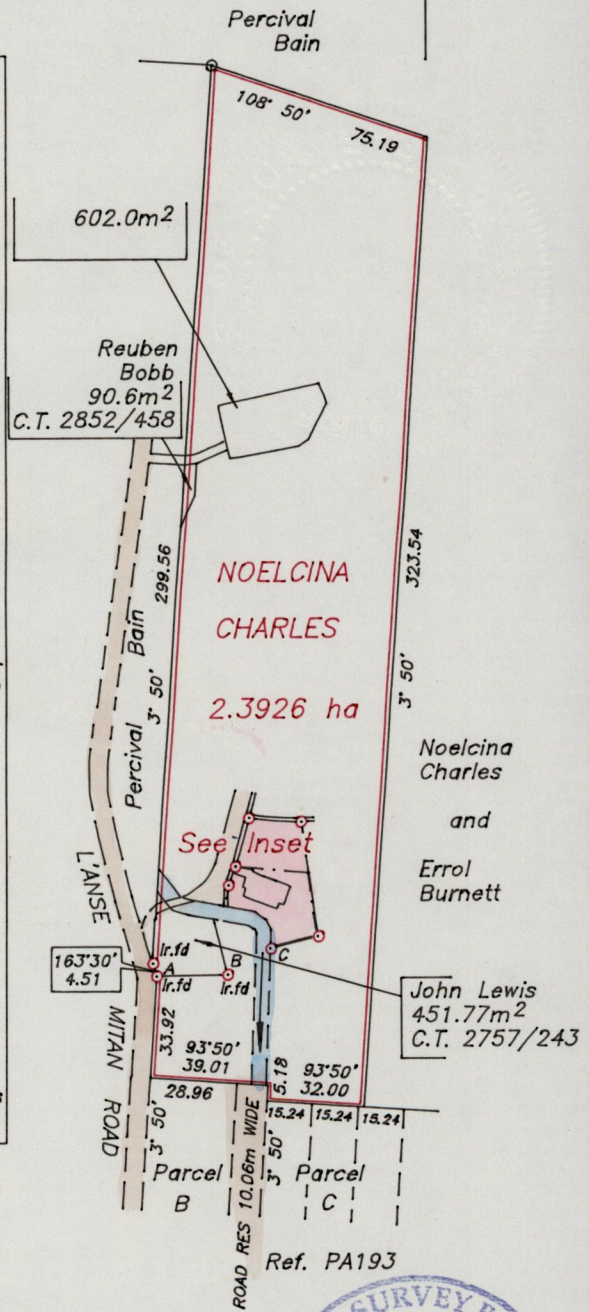 Percival
Bain
108° 50'
75.19
602.0m²
Reuben
Bobb
90.6m²
C.T. 2852/458
299.56
3° 50'
Percival Bain
323.54
3° 50'
NOELCINA
CHARLES
2.3926 ha
Noelcina
Charles
and
Errol
Burnett
See Inset
L'ANSE
MITAN ROAD
163°30'
4.51
Ir.fd
A
Ir.fd
B
Ir.fd
C
John Lewis
451.77m²
C.T. 2757/243
33.92
93°50'
39.01
5.18
93°50'
32.00
28.96
15.24
15.24
15.24
3° 50'
3° 50'
Parcel
B
ROAD RES 10.06m WIDE
Parcel
C
Ref. PA193
SURVEY